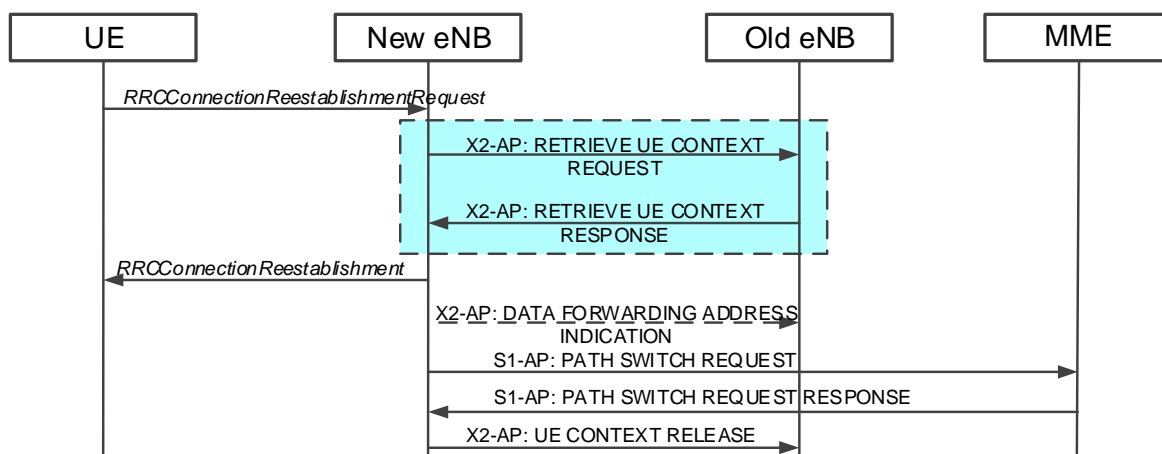 UE
New eNB
Old eNB
MME
RRCConnectionReestablishmentRequest
X2-AP: RETRIEVE UE CONTEXT
REQUEST
X2-AP: RETRIEVE UE CONTEXT
RESPONSE
RRCConnectionReestablishment
X2-AP: DATA FORWARDING ADDRESS
INDICATION
S1-AP: PATH SWITCH REQUEST
S1-AP: PATH SWITCH REQUEST RESPONSE
X2-AP: UE CONTEXT RELEASE